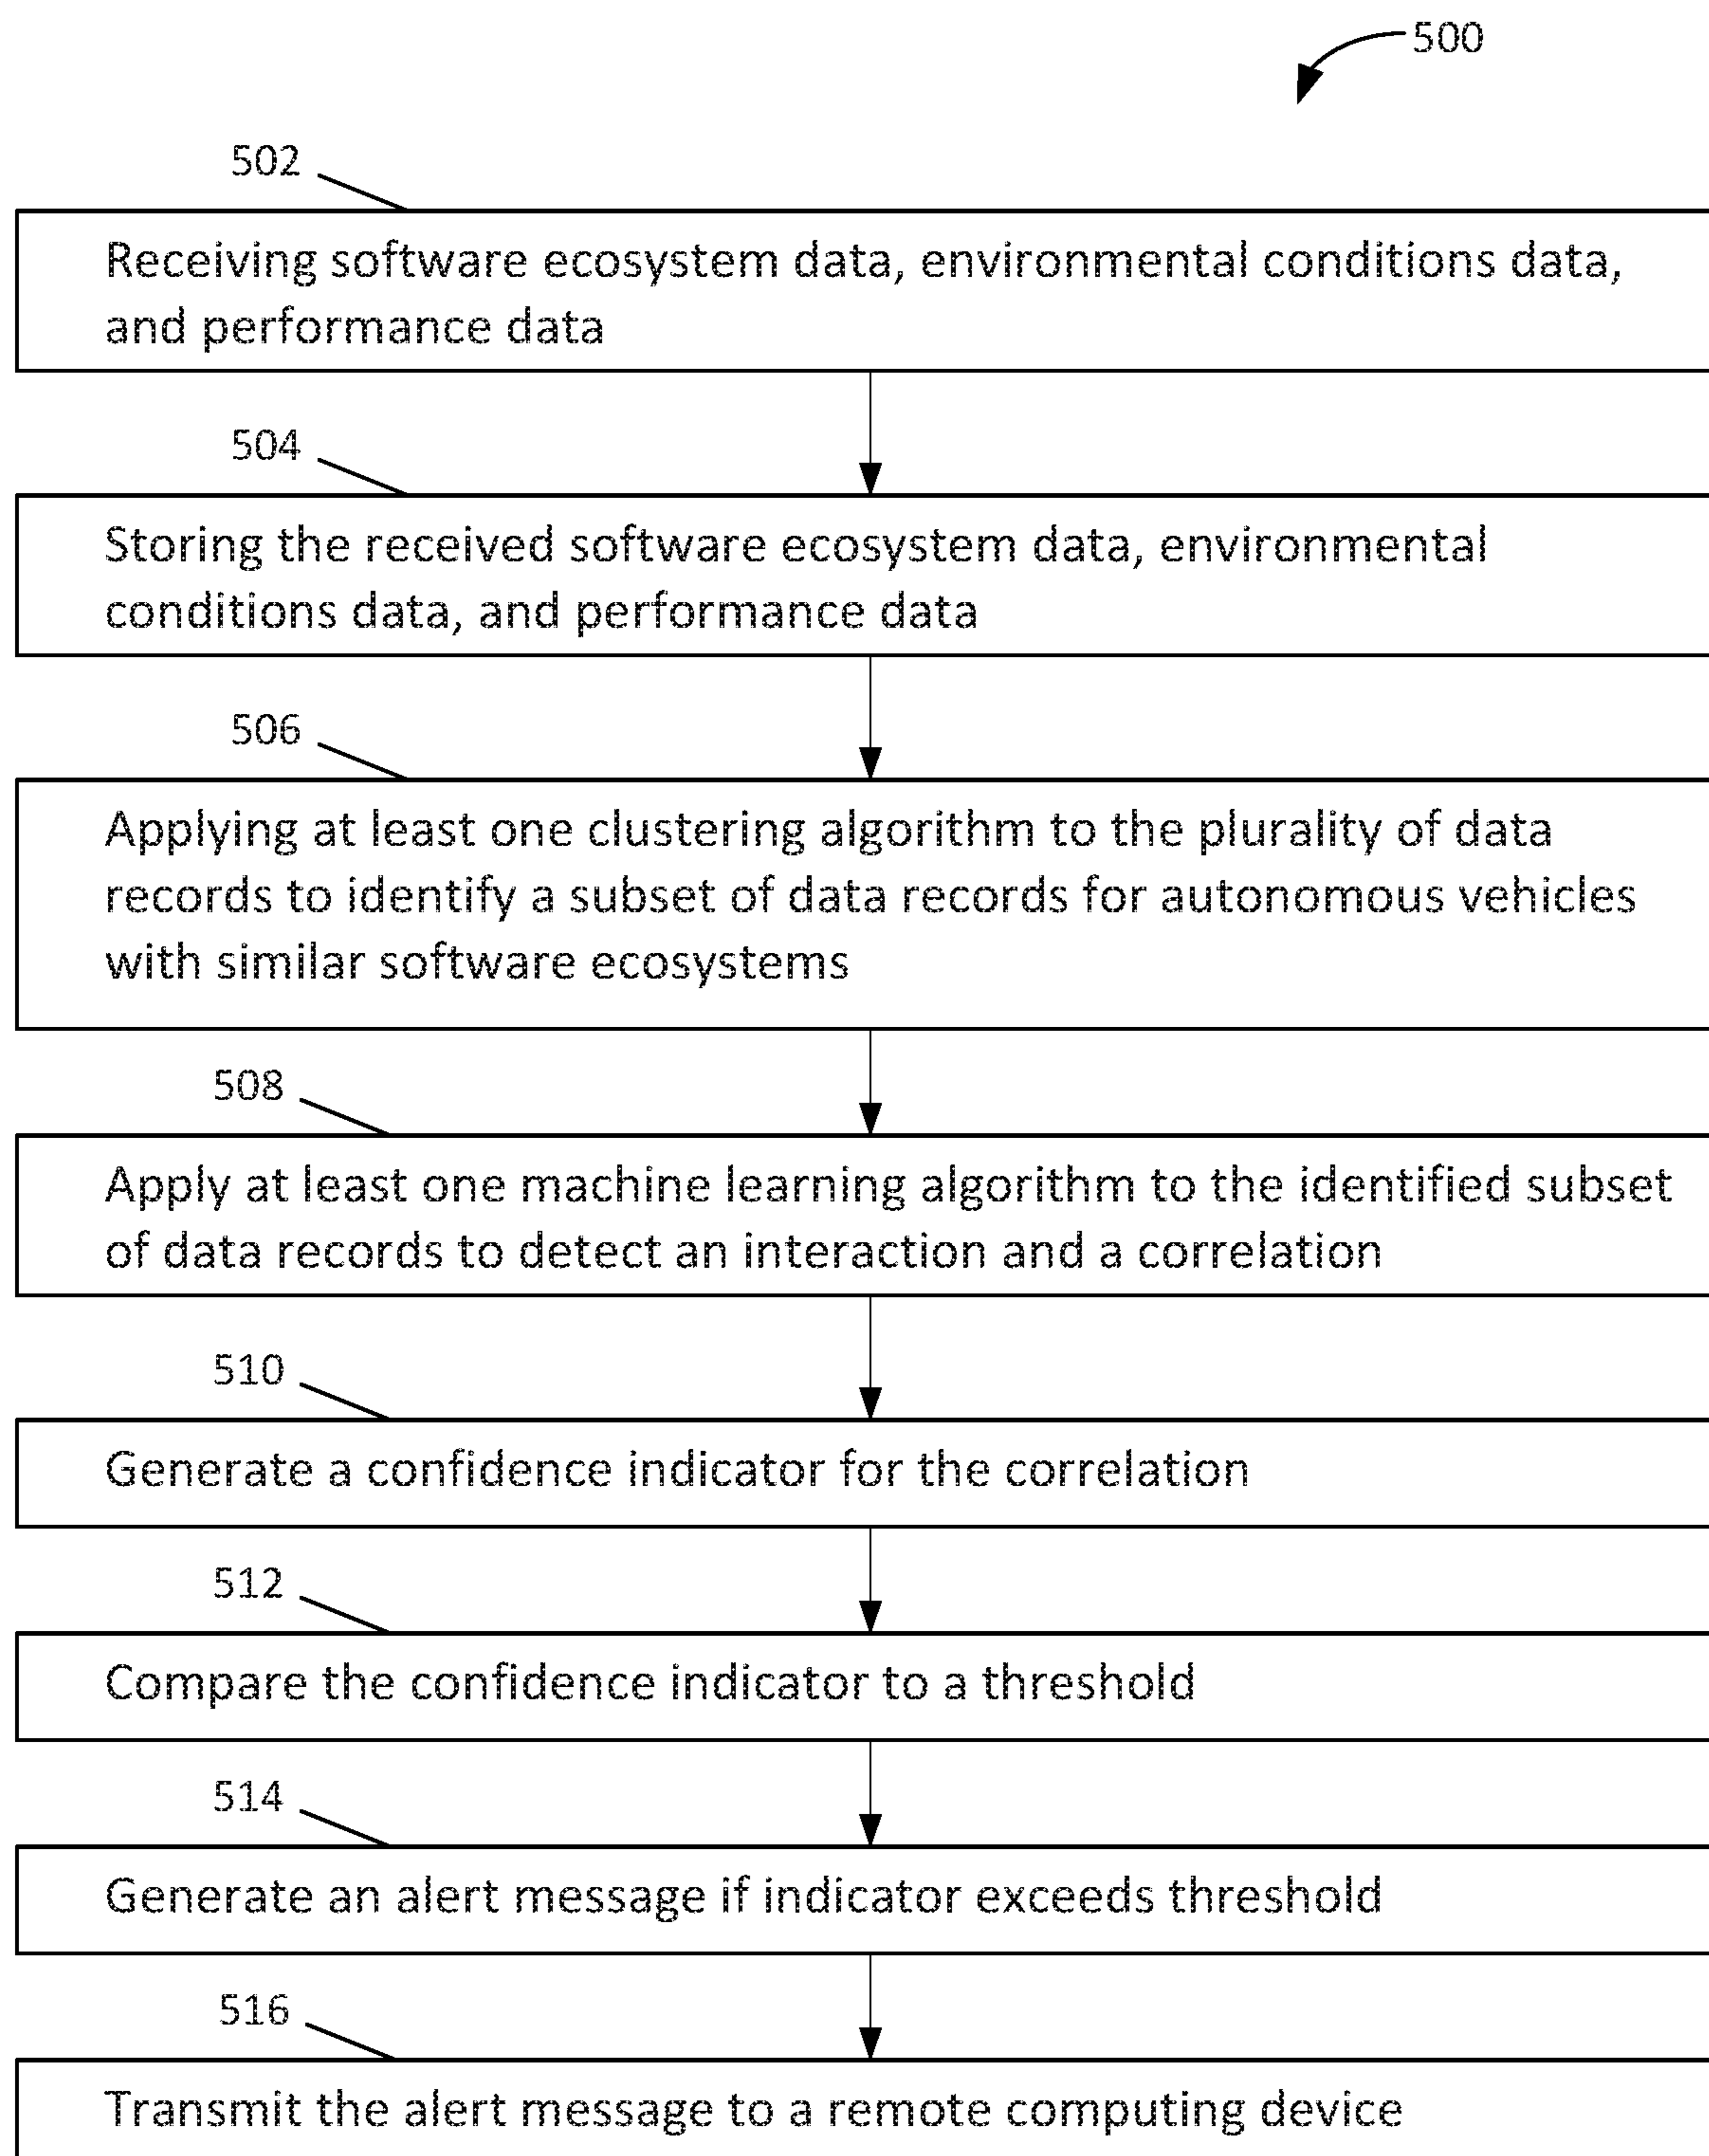 500
502
Receiving software ecosystem data, environmental conditions data,
and performance data
504
Storing the received software ecosystem data, environmental
conditions data, and performance data
506
Applying at least one clustering algorithm to the plurality of data
records to identify a subset of data records for autonomous vehicles
with similar software ecosystems
508
Apply at least one machine learning algorithm to the identified subset
of data records to detect an interaction and a correlation
510
Generate a confidence indicator for the correlation
512
Compare the confidence indicator to a threshold
514
Generate an alert message if indicator exceeds threshold
516
Transmit the alert message to a remote computing device